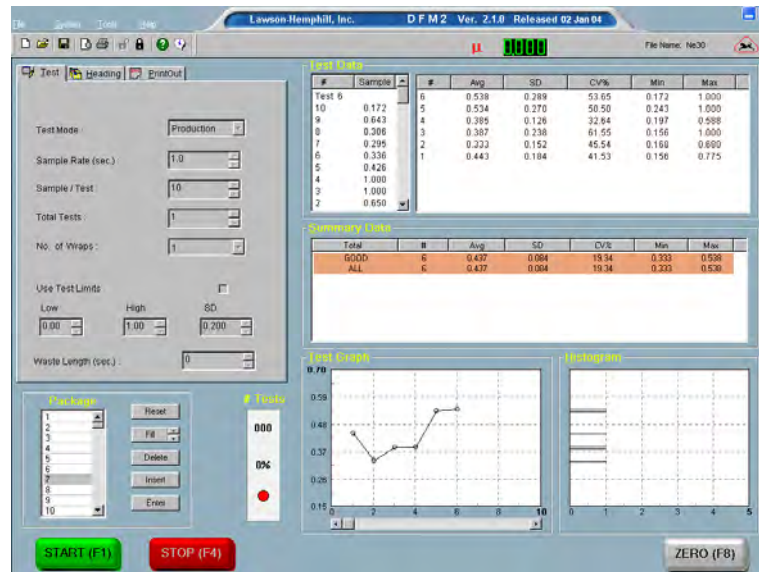 File System Tools Help
Lawson-Hemphill, Inc. DFM2 Ver. 2.1.0 Released 02 Jan 04
μ 0000 File Name: Ne30
Test Heading PrintOut
Test Mode : Production
Sample Rate (sec.) 1.0
Sample / Test : 10
Total Tests : 1
No. of Wraps : 1
Use Test Limits
Low High SD
0.00 1.00 0.200
Waste Length (sec.) : 0
Test Data
# Sample
Test 6
10 0.172
9 0.643
8 0.306
7 0.295
6 0.336
5 0.426
4 1.000
3 1.000
2 0.650
# Avg SD CV% Min Max
6 0.538 0.289 53.65 0.172 1.000
5 0.534 0.270 50.50 0.243 1.000
4 0.385 0.126 32.64 0.197 0.588
3 0.387 0.238 61.55 0.156 1.000
2 0.333 0.152 45.54 0.168 0.680
1 0.443 0.184 41.53 0.156 0.775
Summary Data
Total # Avg SD CV% Min Max
GOOD 6 0.437 0.084 19.34 0.333 0.538
ALL 6 0.437 0.084 19.34 0.333 0.538
Package
1
2
3
4
5
6
7
8
9
10
Reset
Fill
Delete
Insert
Enter
# Tests
000
0%
Test Graph
0.70
0.59
0.48
0.37
0.26
0.15
0 2 4 6 8 10
Histogram
0 1 2 3 4 5
START (F1) STOP (F4) ZERO (F8)